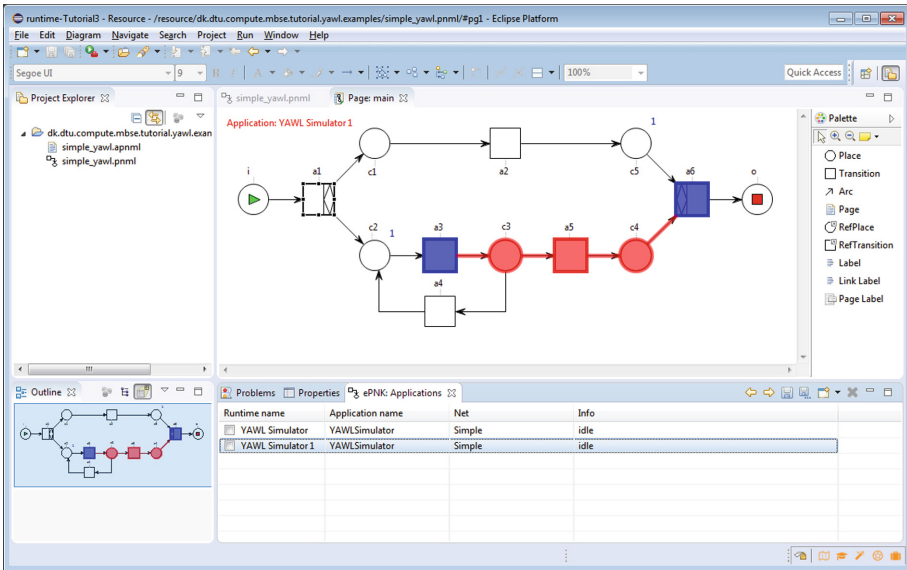 runtime-Tutorial3 - Resource - /resource/dk.dtu.compute.mbse.tutorial.yawl.examples/simple_yawl.pnml/#pg1 - Eclipse Platform
File Edit Diagram Navigate Search Project Run Window Help
Segoe UI 9 B I A 100% Quick Access
Project Explorer
dk.dtu.compute.mbse.tutorial.yawl.exan
simple_yawl.apnml
simple_yawl.pnml
simple_yawl.pnml Page: main
Application: YAWL Simulator1
1
i a1 c1 a2 c5 a6 o
c2 1 a3 c3 a5 c4
a4
Palette
Place
Transition
Arc
Page
RefPlace
RefTransition
Label
Link Label
Page Label
Outline
Problems Properties ePNK: Applications
Runtime name Application name Net Info
YAWL Simulator YAWLSimulator Simple idle
YAWL Simulator1 YAWLSimulator Simple idle